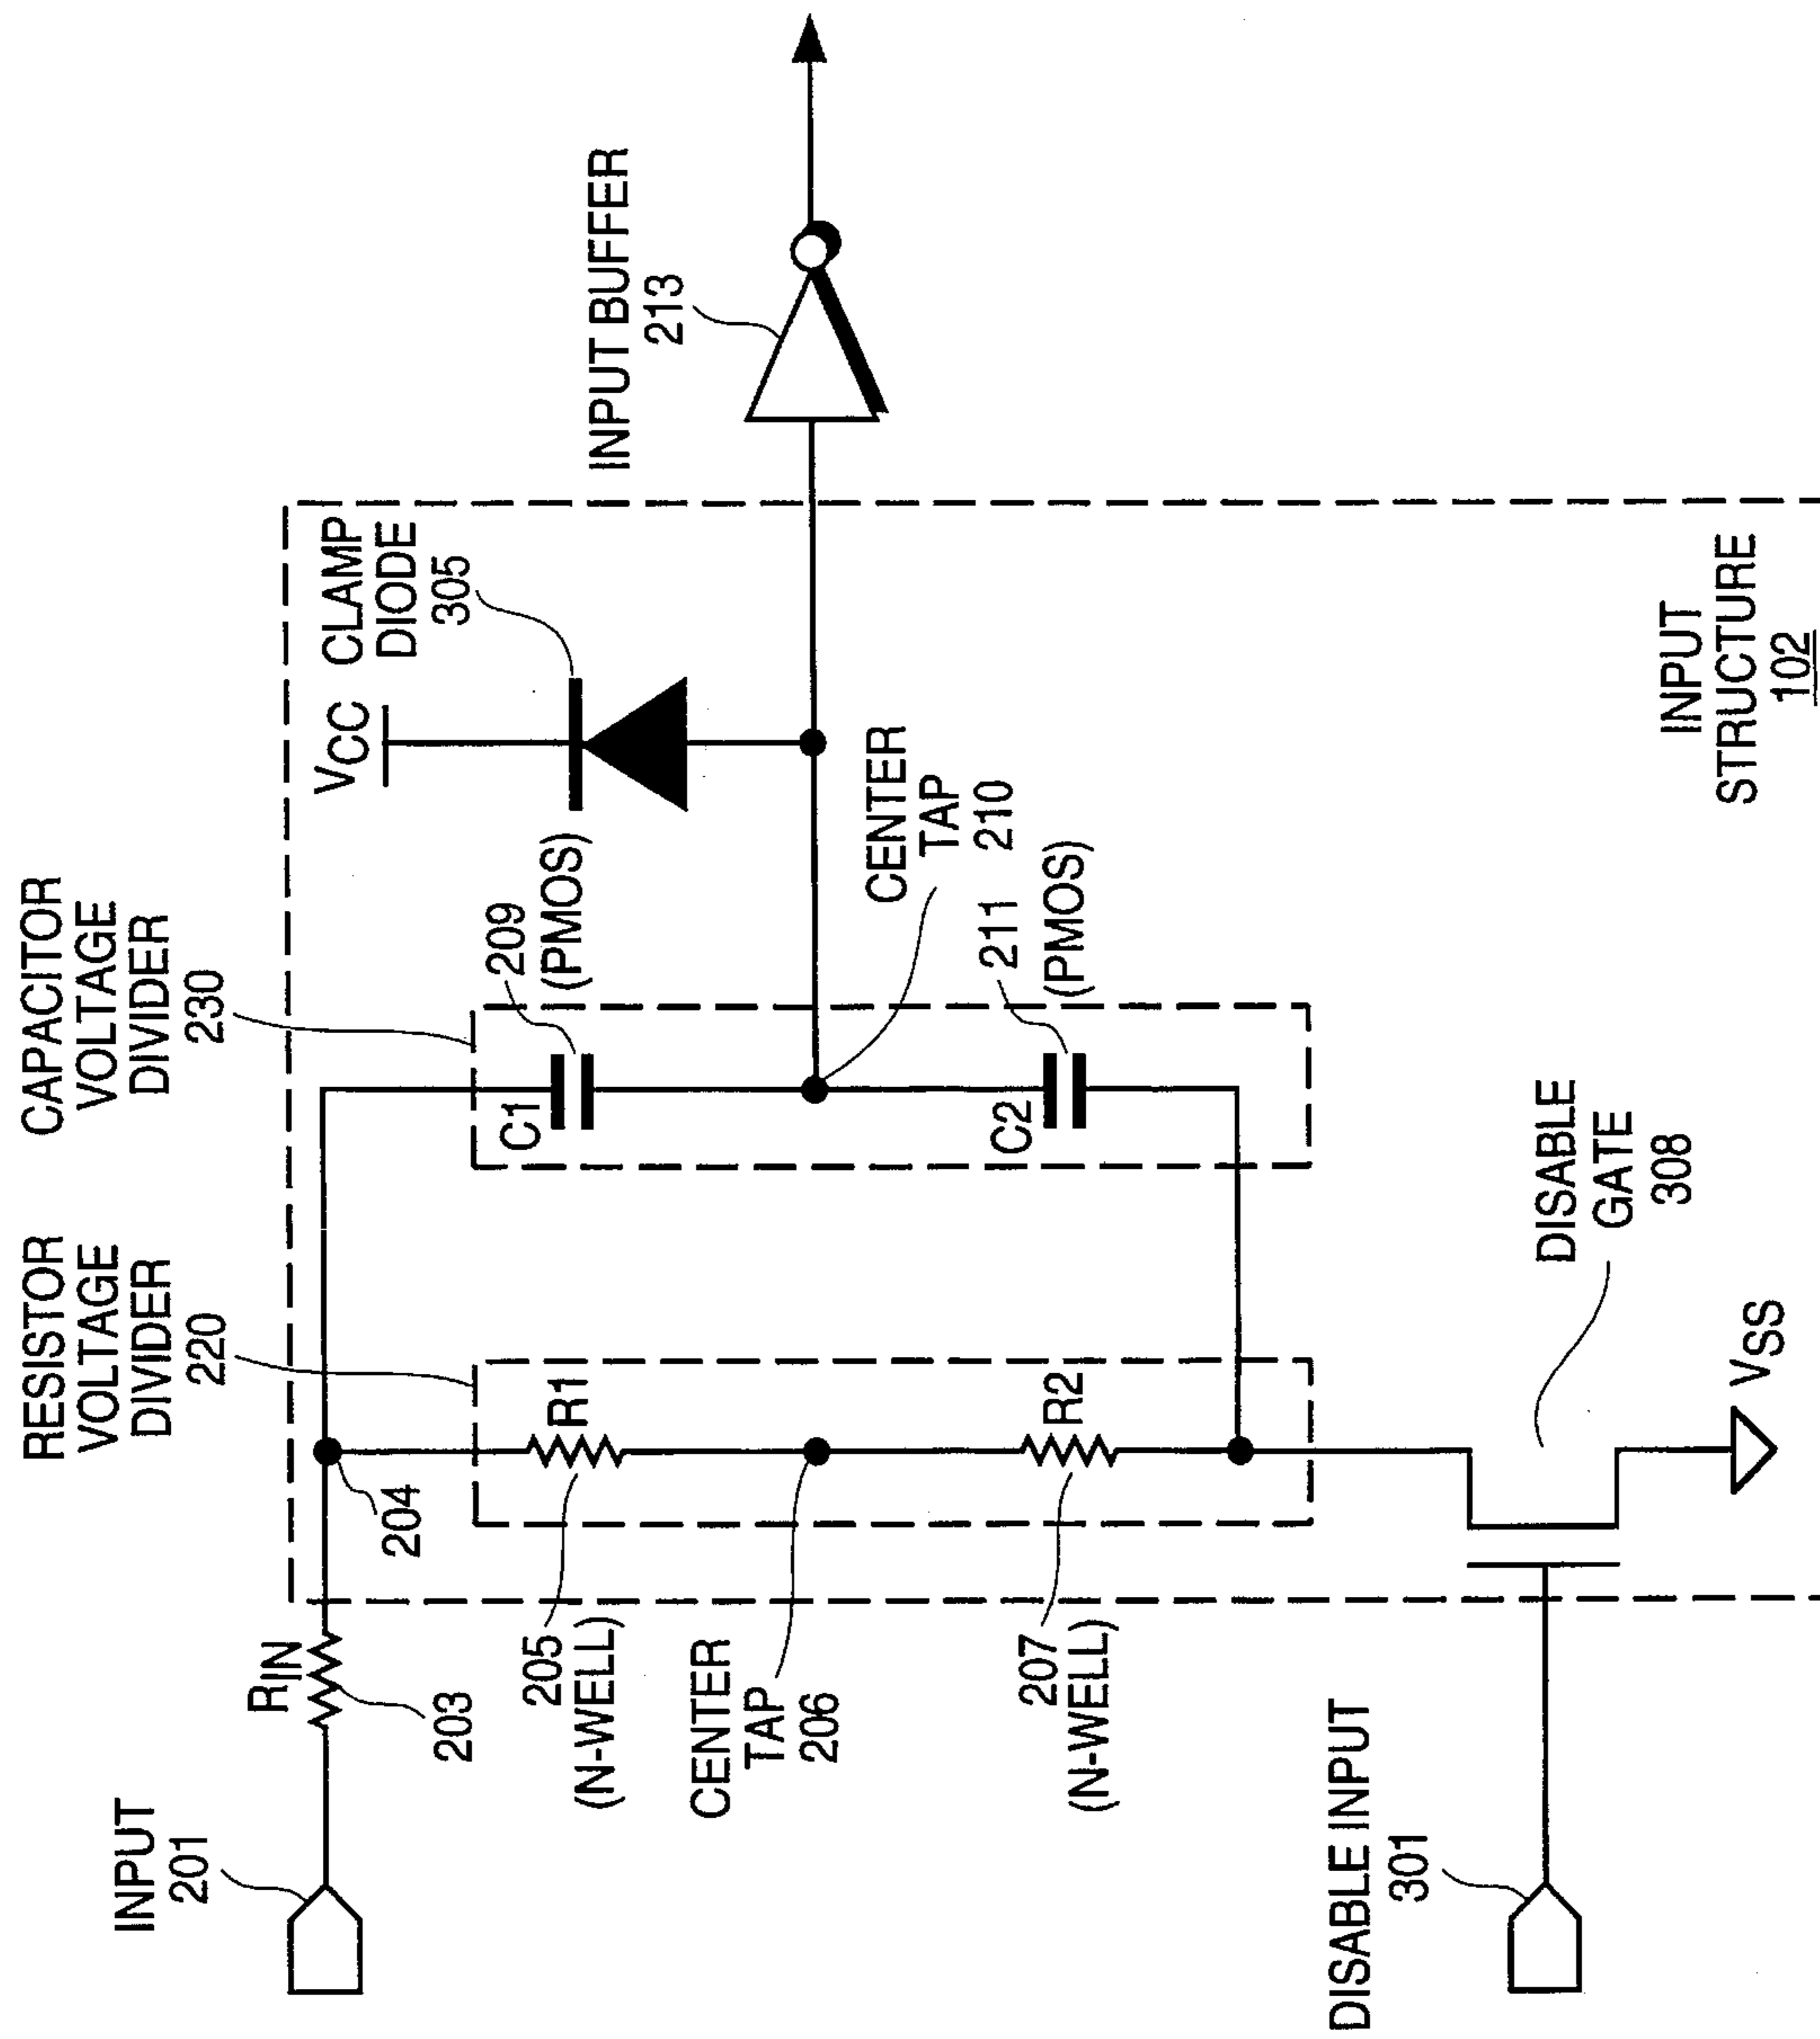 RESISTOR
VOLTAGE
DIVIDER
220
CAPACITOR
VOLTAGE
DIVIDER
230
INPUT
201
RIN
203
204
205
(N-WELL)
R1
C1
209
(PMOS)
VCC
CLAMP
DIODE
305
INPUT BUFFER
213
CENTER
TAP
206
CENTER
TAP
210
207
(N-WELL)
R2
C2
211
(PMOS)
DISABLE INPUT
301
DISABLE
GATE
308
VSS
INPUT
STRUCTURE
102